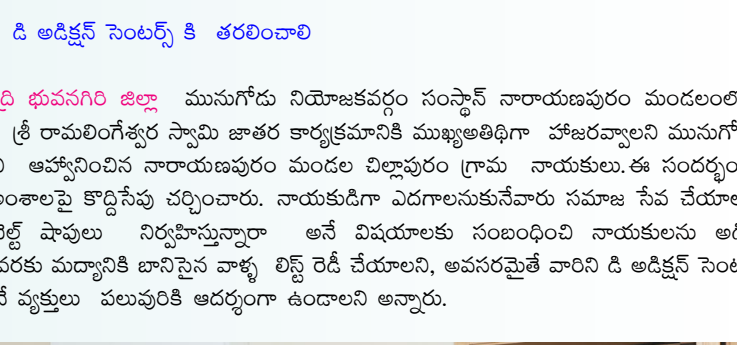 డి అడిక్షన్ సెంటర్స్ కి తరలించాలి
భువనగిరి జిల్లా మునుగోడు నియోజకవర్గం సంస్థాన్ నారాయణపురం మండలంలో
శ్రీ రామలింగేశ్వర స్వామి జాతర కార్యక్రమానికి ముఖ్యఅతిథిగా హాజరవ్వాలని మునుగో
ఆహ్వానించిన నారాయణపురం మండల చిల్లాపురం గ్రామ నాయకులు.ఈ సందర్భం
అంశాలపై కొద్దిసేపు చర్చించారు. నాయకుడిగా ఎదగాలనుకునేవారు సమాజ సేవ చేయాల
బెల్ట్ షాపులు నిర్వహిస్తున్నారా అనే విషయాలకు సంబంధించి నాయకులను అడి
వరకు మద్యానికి బానిసైన వాళ్ళ లిస్ట్ రెడీ చేయాలని, అవసరమైతే వారిని డి అడిక్షన్ సెంట
వ్యక్తులు పలువురికి ఆదర్శంగా ఉండాలని అన్నారు.